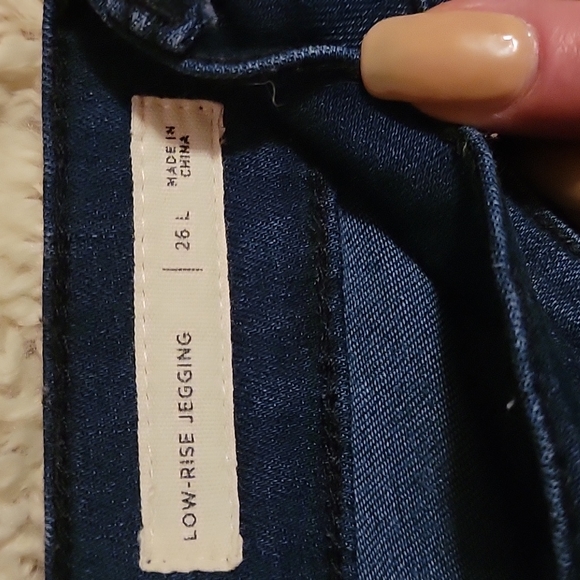 LOW-RISE JEGGING
26 L
MADE IN
CHINA